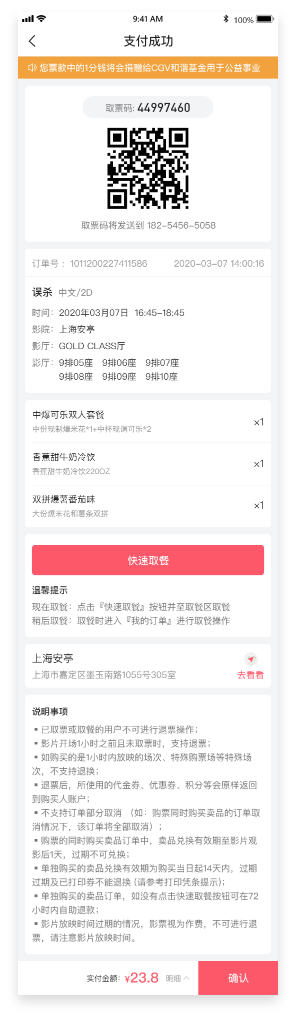 9:41 AM
100%
支付成功
您票款中的1分钱将会捐赠给CGV和谐基金用于公益事业
取票码: 44997460
取票码将发送到 182-5456-5058
订单号： 1011200227411586 2020-03-07 14:00:16
误杀 中文/2D
时间： 2020年03月07日 16:45-18:45
影院： 上海安亭
影厅： GOLD CLASS厅
影厅： 9排05座 9排06座 9排07座
9排08座 9排09座 9排10座
中爆可乐双人套餐
中份现制爆米花*1+中杯现调可乐*2
x1
香蕉甜牛奶冷饮
香蕉甜牛奶冷饮22OOZ
x1
双拼爆薯番茄味
大份爆米花和薯条双拼
x1
快速取餐
温馨提示
现在取餐：点击『快速取餐』按钮并至取餐区取餐
稍后取餐：取餐时进入『我的订单』进行取餐操作
上海安亭
上海市嘉定区墨玉南路1055号305室
去看看
说明事项
▪已取票或取餐的用户不可进行退票操作；
▪影片开场1小时之前且未取票时，支持退票；
▪如购买的是1小时内放映的场次、特殊购票场等特殊场
次，不支持退换；
▪退票后，所使用的代金券、优惠券、积分等会原样返回
到购买人账户；
▪不支持订单部分取消 （如：购票同时购买卖品的订单取
消情况下，该订单将全部取消）；
▪购票的同时购买卖品订单中，卖品兑换有效期至影片观
影后1天，过期不可兑换；
▪单独购买的卖品兑换有效期为购买当日起14天内，过期
过期及已打印券不能退换 (请参考打印凭条提示)；
▪单独购买的卖品订单，如没有点击快速取餐按钮可在72
小时内自助退款；
▪影片放映时间过期的情况，影票视为作费，不可进行退
票，请注意影片放映时间。
实付金额： ¥23.8 明细
确认